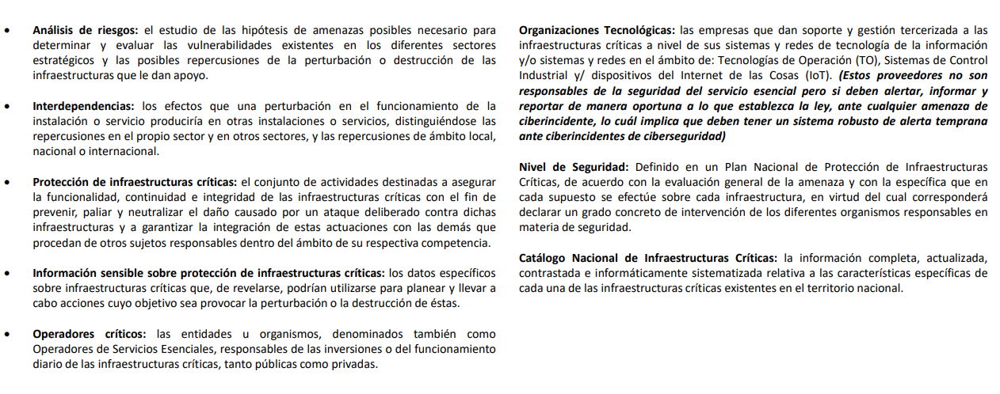 • Análisis de riesgos: el estudio de las hipótesis de amenazas posibles necesario para
determinar y evaluar las vulnerabilidades existentes en los diferentes sectores
estratégicos y las posibles repercusiones de la perturbación o destrucción de las
infraestructuras que le dan apoyo.
• Interdependencias: los efectos que una perturbación en el funcionamiento de la
instalación o servicio produciría en otras instalaciones o servicios, distinguiéndose las
repercusiones en el propio sector y en otros sectores, y las repercusiones de ámbito local,
nacional o internacional.
• Protección de infraestructuras críticas: el conjunto de actividades destinadas a asegurar
la funcionalidad, continuidad e integridad de las infraestructuras críticas con el fin de
prevenir, paliar y neutralizar el daño causado por un ataque deliberado contra dichas
infraestructuras y a garantizar la integración de estas actuaciones con las demás que
procedan de otros sujetos responsables dentro del ámbito de su respectiva competencia.
• Información sensible sobre protección de infraestructuras críticas: los datos específicos
sobre infraestructuras críticas que, de revelarse, podrían utilizarse para planear y llevar a
cabo acciones cuyo objetivo sea provocar la perturbación o la destrucción de éstas.
• Operadores críticos: las entidades u organismos, denominados también como
Operadores de Servicios Esenciales, responsables de las inversiones o del funcionamiento
diario de las infraestructuras críticas, tanto públicas como privadas.
Organizaciones Tecnológicas: las empresas que dan soporte y gestión tercerizada a las
infraestructuras críticas a nivel de sus sistemas y redes de tecnología de la información
y/o sistemas y redes en el ámbito de: Tecnologías de Operación (TO), Sistemas de Control
Industrial y/ dispositivos del Internet de las Cosas (IoT). (Estos proveedores no son
responsables de la seguridad del servicio esencial pero si deben alertar, informar y
reportar de manera oportuna a lo que establezca la ley, ante cualquier amenaza de
ciberincidente, lo cuál implica que deben tener un sistema robusto de alerta temprana
ante ciberincidentes de ciberseguridad)
Nivel de Seguridad: Definido en un Plan Nacional de Protección de Infraestructuras
Críticas, de acuerdo con la evaluación general de la amenaza y con la específica que en
cada supuesto se efectúe sobre cada infraestructura, en virtud del cual corresponderá
declarar un grado concreto de intervención de los diferentes organismos responsables en
materia de seguridad.
Catálogo Nacional de Infraestructuras Críticas: la información completa, actualizada,
contrastada e informáticamente sistematizada relativa a las características específicas de
cada una de las infraestructuras críticas existentes en el territorio nacional.